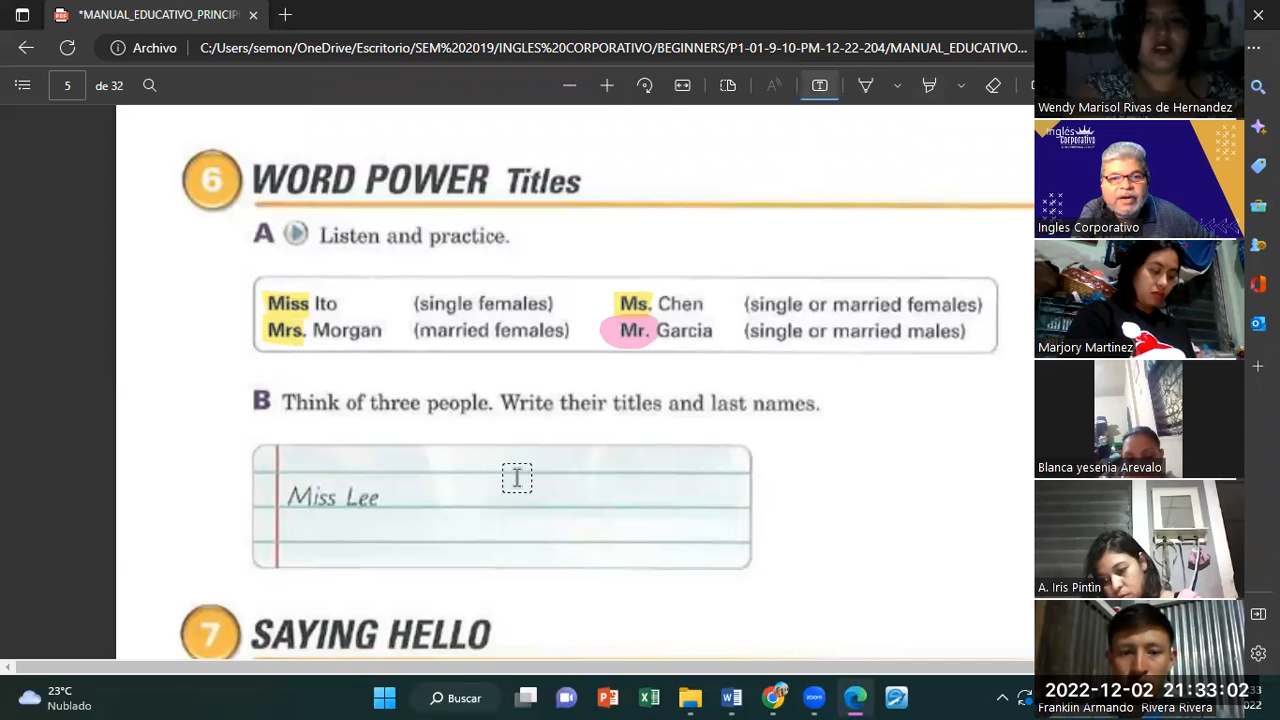 *MANUAL_EDUCATIVO_PRINCIPI
Archivo
C:/Users/semon/OneDrive/Escritorio/SEM%202019/INGLES%20CORPORATIVO/BEGINNERS/P1-01-9-10-PM-12-22-204/MANUAL_EDUCATIVO...
5 de 32
6 WORD POWER Titles
A Listen and practice.
Miss Ito (single females) Ms. Chen (single or married females)
Mrs. Morgan (married females) Mr. Garcia (single or married males)
B Think of three people. Write their titles and last names.
Miss Lee
7 SAYING HELLO
Wendy Marisol Rivas de Hernandez
Inglés
Corporativo
Ingles Corporativo
Marjory Martinez
Blanca yesenia Arevalo
A. Iris Pintin
2022-12-02 21:33:02
Franklin Armando Rivera Rivera
23°C
Nublado
Buscar